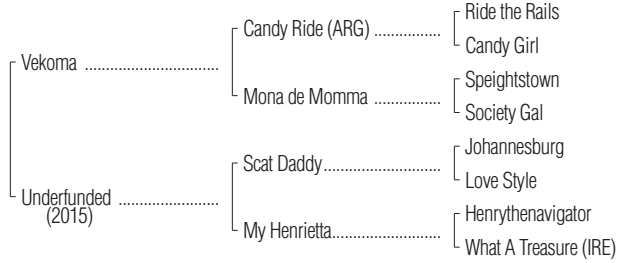 Ride the Rails
Candy Ride (ARG) ..................
Candy Girl
Vekoma ....................................
Speightstown
Mona de Momma ..................
Society Gal
Johannesburg
Scat Daddy................................
Love Style
Underfunded ...........................
(2015)
Henrythenavigator
My Henrietta.............................
What A Treasure (IRE)